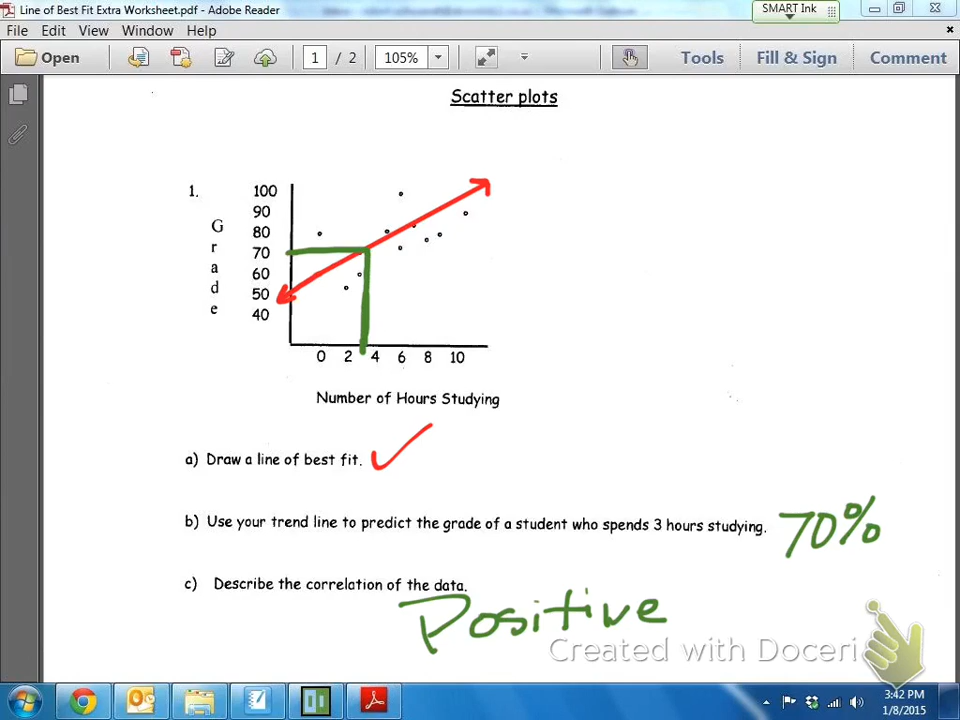 Line of Best Fit Extra Worksheet.pdf - Adobe Reader
SMART Ink
File Edit View Window Help
Open 1 / 2 105% Tools Fill & Sign Comment
Scatter plots
1.
Grade
100
90
80
70
60
50
40
0 2 4 6 8 10
Number of Hours Studying
a) Draw a line of best fit.
b) Use your trend line to predict the grade of a student who spends 3 hours studying. 70%
c) Describe the correlation of the data.
Positive
Created with Doceri
3:42 PM
1/8/2015